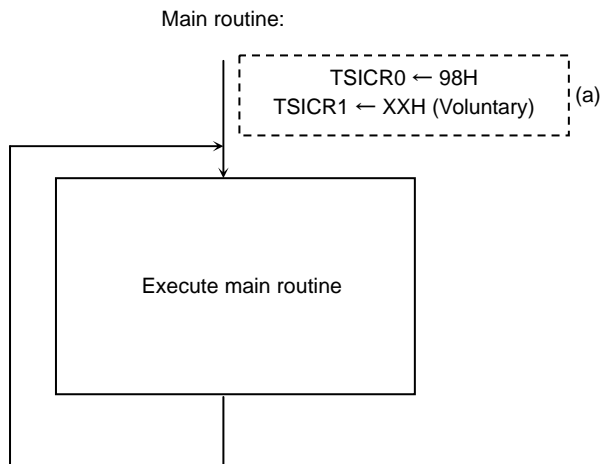 Main routine:
TSICR0 ← 98H
TSICR1 ← XXH (Voluntary)
(a)
Execute main routine